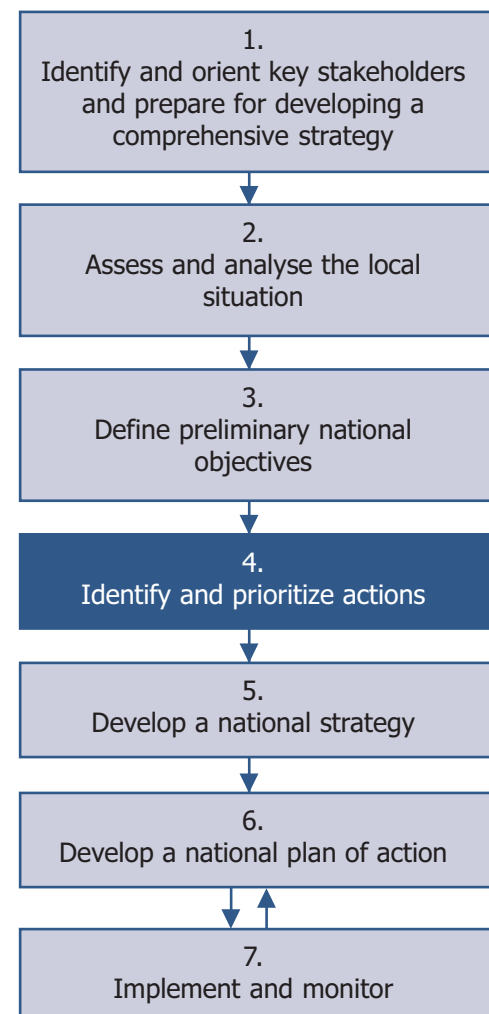 1.
Identify and orient key stakeholders
and prepare for developing a
comprehensive strategy
2.
Assess and analyse the local
situation
3.
Define preliminary national
objectives
4.
Identify and prioritize actions
5.
Develop a national strategy
6.
Develop a national plan of action
7.
Implement and monitor